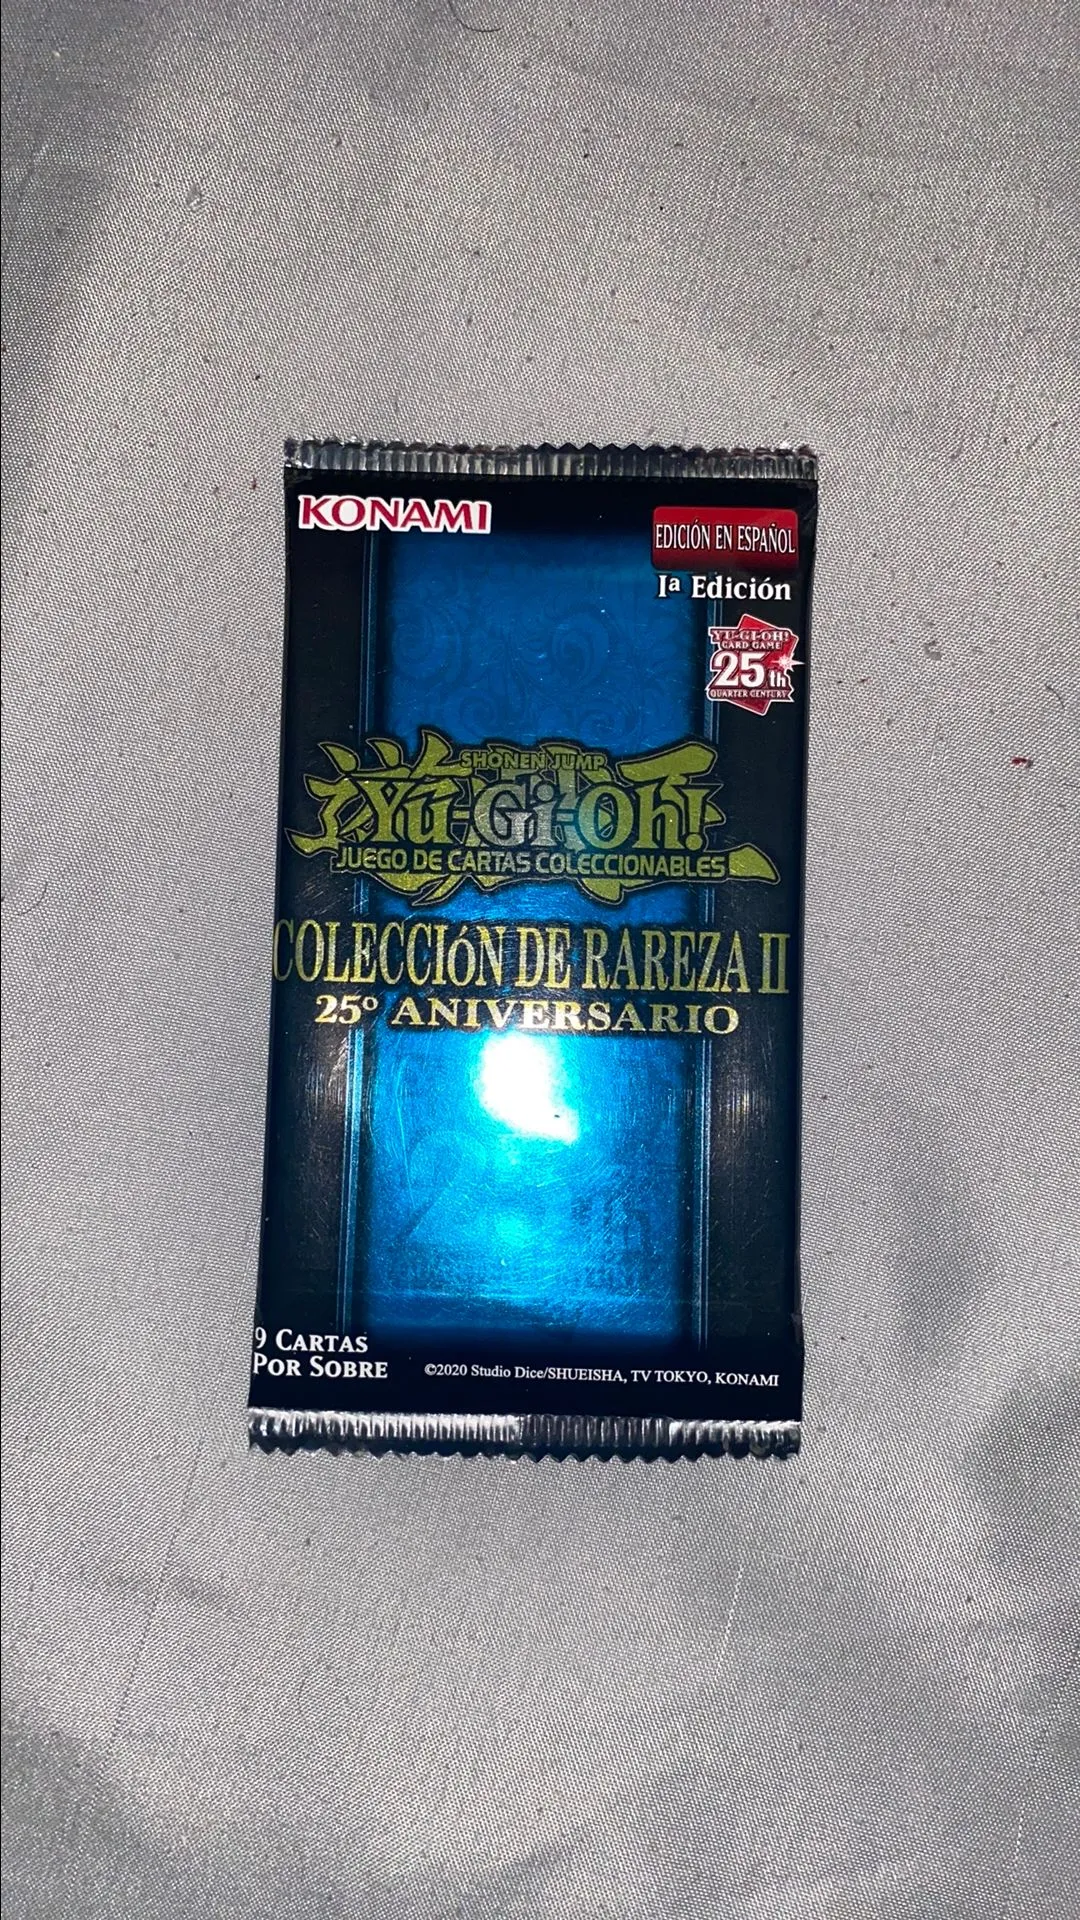 KONAMI
EDICIÓN EN ESPAÑOL
1ª Edición
YU-GI-OH!
CARD GAME
25th
QUARTER CENTURY
SHONEN JUMP
Yu-Gi-Oh!
JUEGO DE CARTAS COLECCIONABLES
COLECCIóN DE RAREZA II
25º ANIVERSARIO
9 CARTAS
POR SOBRE
©2020 Studio Dice/SHUEISHA, TV TOKYO, KONAMI